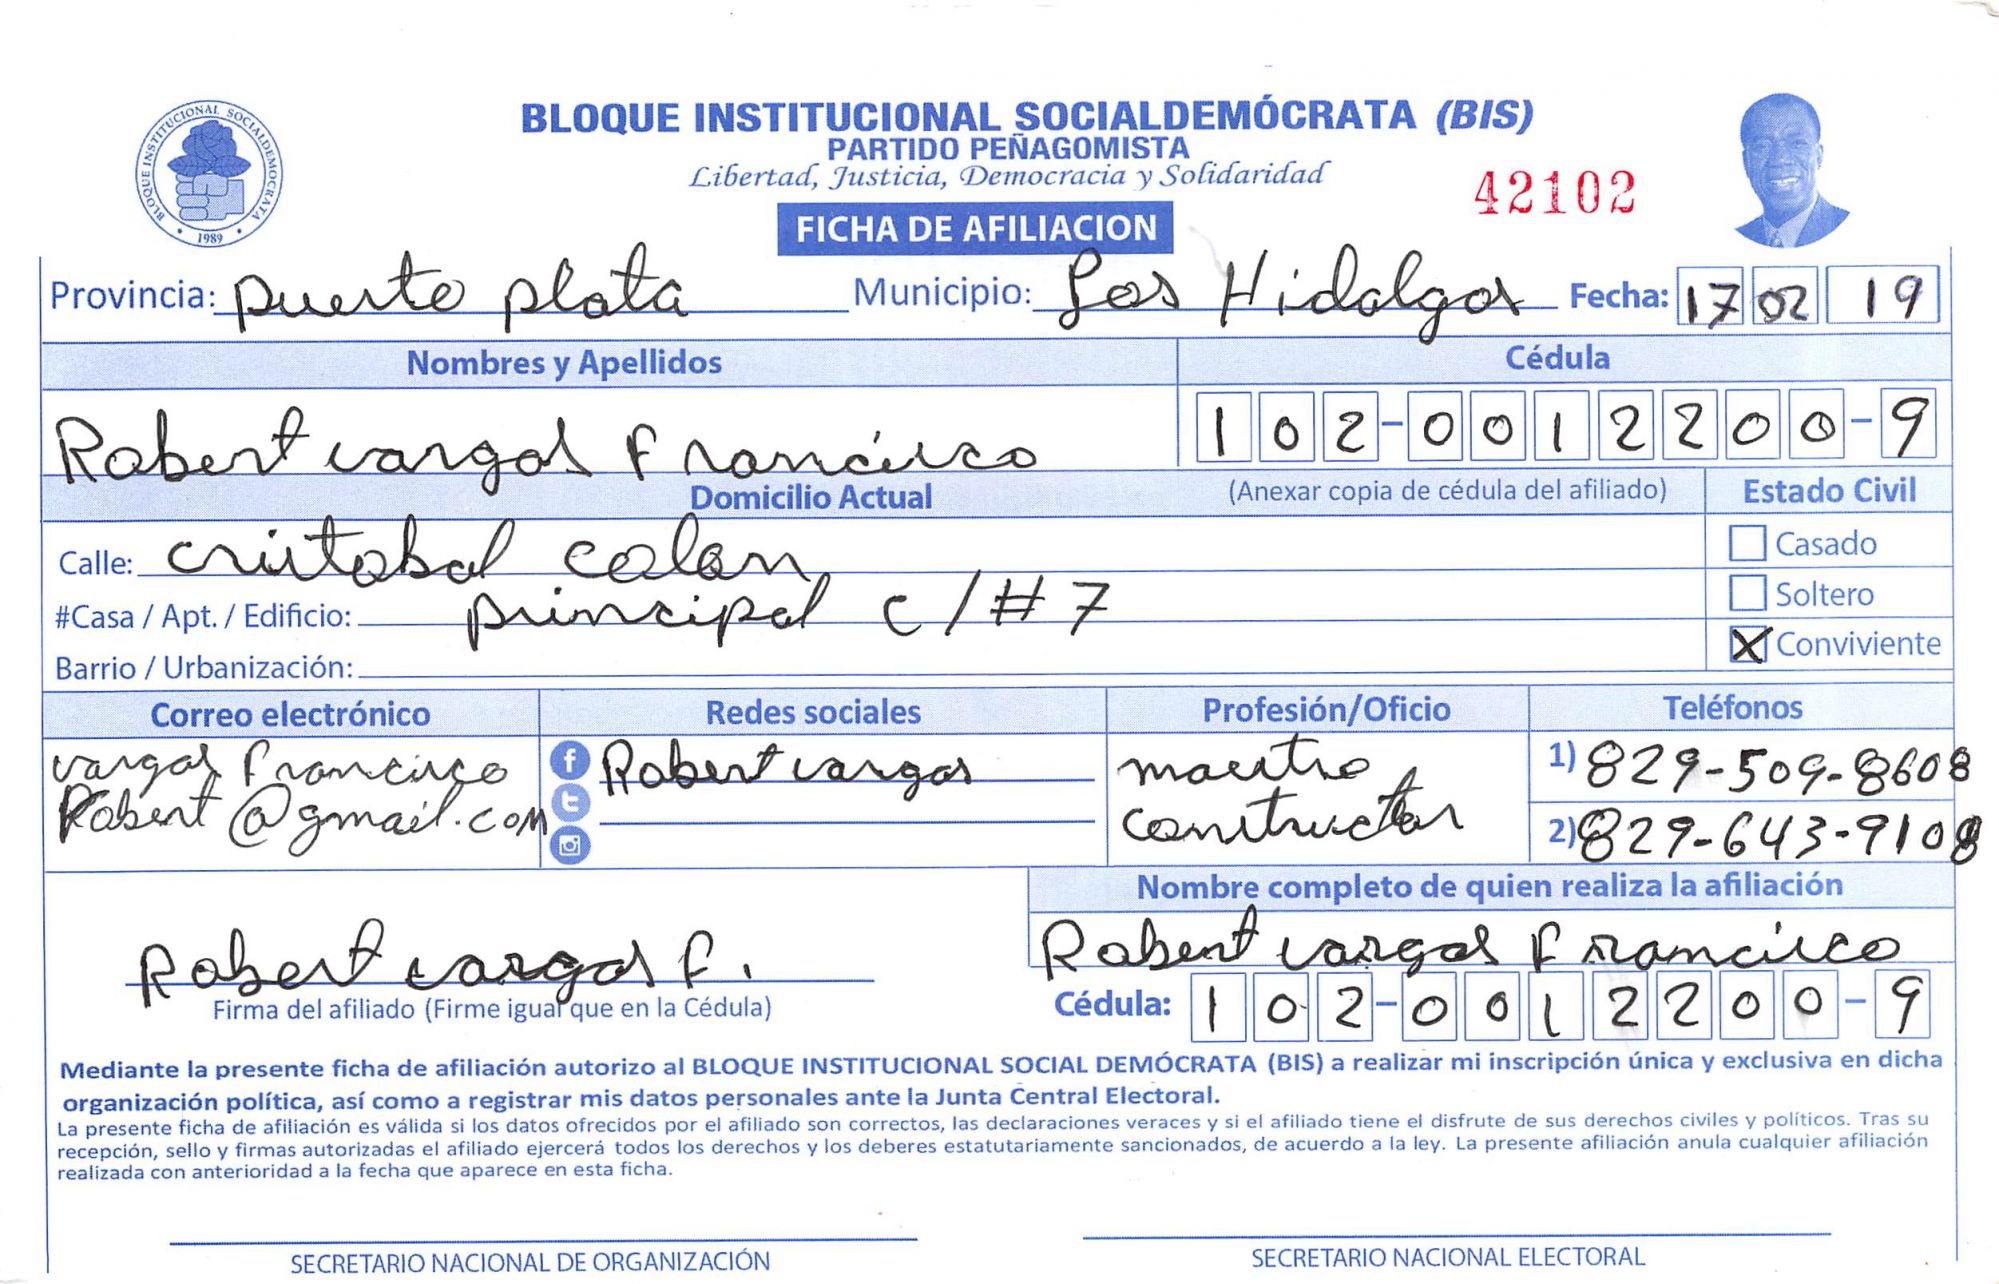 BLOQUE INSTITUCIONAL SOCIALDEMÓCRATA (BIS)
PARTIDO PEÑAGOMISTA
Libertad, Justicia, Democracia y Solidaridad
42102
BLOQUE INSTITUCIONAL SOCIALDEMOCRATA
1989
FICHA DE AFILIACION
Provincia: Puerto plata Municipio: Los Hidalgos Fecha: 17 02 19
Nombres y Apellidos Cédula
Robert vargas Francisco 102-0012200-9
Domicilio Actual (Anexar copia de cédula del afiliado) Estado Civil
Calle: cristobal colon Casado
#Casa / Apt. / Edificio: principal c/#7 Soltero
Barrio / Urbanización: X Conviviente
Correo electrónico Redes sociales Profesión/Oficio Teléfonos
vargas Francisco Robert vargas maestro 1) 829-509-8608
Robert@gmail.com constructor 2) 829-643-9108
Nombre completo de quien realiza la afiliación
Robert vargas F. Robert vargas Francisco
Firma del afiliado (Firme igual que en la Cédula) Cédula: 102-0012200-9
Mediante la presente ficha de afiliación autorizo al BLOQUE INSTITUCIONAL SOCIAL DEMÓCRATA (BIS) a realizar mi inscripción única y exclusiva en dicha
organización política, así como a registrar mis datos personales ante la Junta Central Electoral.
La presente ficha de afiliación es válida si los datos ofrecidos por el afiliado son correctos, las declaraciones veraces y si el afiliado tiene el disfrute de sus derechos civiles y políticos. Tras su
recepción, sello y firmas autorizadas el afiliado ejercerá todos los derechos y los deberes estatutariamente sancionados, de acuerdo a la ley. La presente afiliación anula cualquier afiliación
realizada con anterioridad a la fecha que aparece en esta ficha.
SECRETARIO NACIONAL DE ORGANIZACIÓN SECRETARIO NACIONAL ELECTORAL